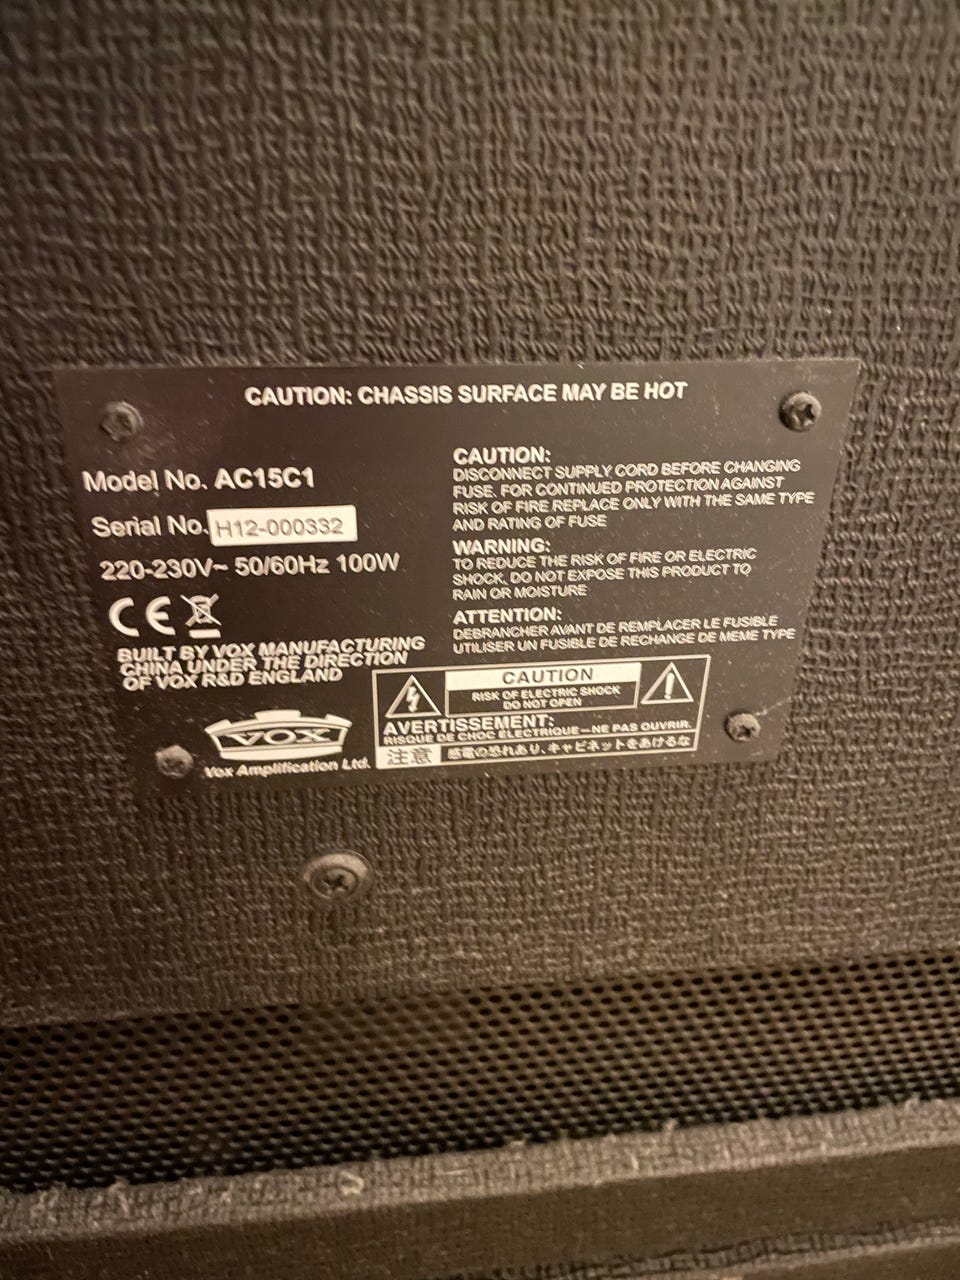 CAUTION: CHASSIS SURFACE MAY BE HOT
Model No. AC15C1
Serial No. H12-000332
220-230V~ 50/60Hz 100W
CE
BUILT BY VOX MANUFACTURING
CHINA UNDER THE DIRECTION
OF VOX R&D ENGLAND
VOX
Vox Amplification Ltd.
CAUTION:
DISCONNECT SUPPLY CORD BEFORE CHANGING
FUSE. FOR CONTINUED PROTECTION AGAINST
RISK OF FIRE REPLACE ONLY WITH THE SAME TYPE
AND RATING OF FUSE
WARNING:
TO REDUCE THE RISK OF FIRE OR ELECTRIC
SHOCK, DO NOT EXPOSE THIS PRODUCT TO
RAIN OR MOISTURE
ATTENTION:
DEBRANCHER AVANT DE REMPLACER LE FUSIBLE
UTILISER UN FUSIBLE DE RECHANGE DE MEME TYPE
CAUTION
RISK OF ELECTRIC SHOCK
DO NOT OPEN
AVERTISSEMENT:
RISQUE DE CHOC ELECTRIQUE-NE PAS OUVRIR.
注意 感電の恐れあり、キャビネットをあけるな